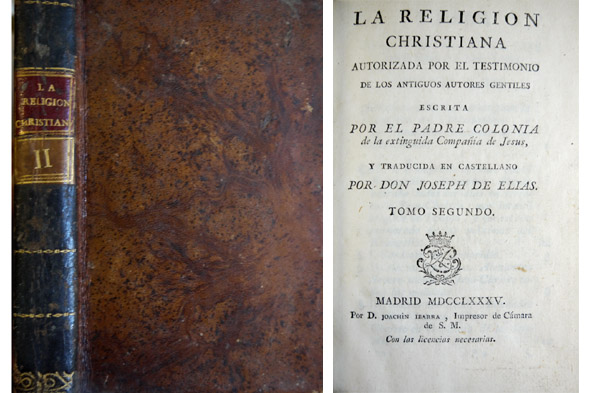 LA
RELIGION
CHRISTIANA
II
LA RELIGION
CHRISTIANA
AUTORIZADA POR EL TESTIMONIO
DE LOS ANTIGUOS AUTORES GENTILES
ESCRITA
POR EL PADRE COLONIA
de la extinguida Compañía de Jesus,
Y TRADUCIDA EN CASTELLANO
POR DON JOSEPH DE ELIAS.
TOMO SEGUNDO.
MADRID MDCCLXXXV.
Por D. JOACHÎN IBARRA, Impresor de Cámara
de S. M.
Con las licencias necesarias.